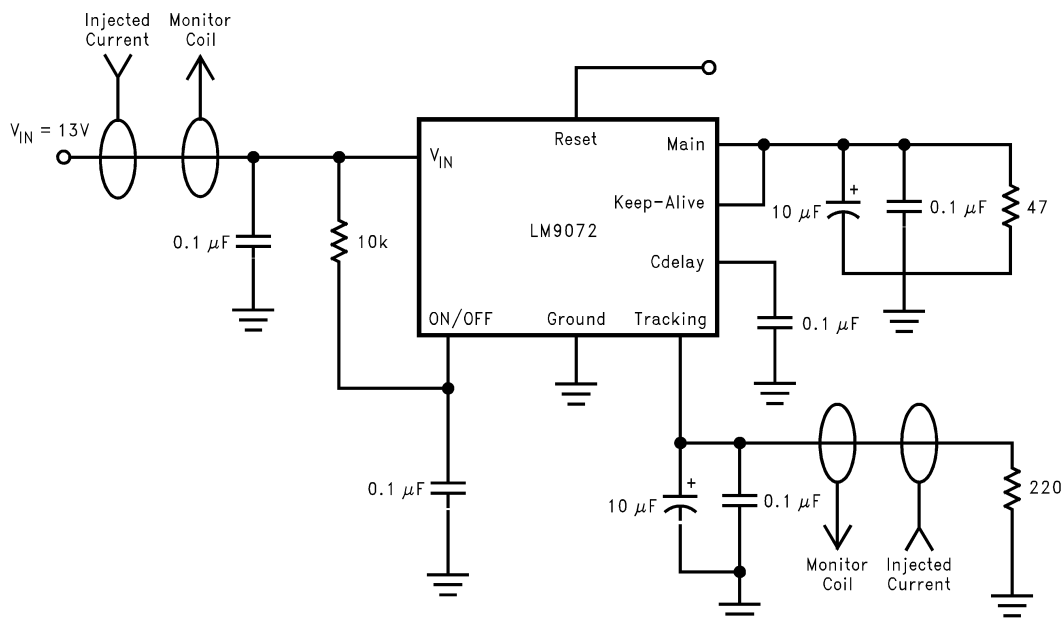 Injected
Current
Monitor
Coil
VIN = 13V
0.1 μF
10k
VIN
Reset
Main
Keep-Alive
LM9072
Cdelay
ON/OFF
Ground
Tracking
+
10 μF
0.1 μF
47
0.1 μF
0.1 μF
+
10 μF
0.1 μF
220
Monitor
Coil
Injected
Current